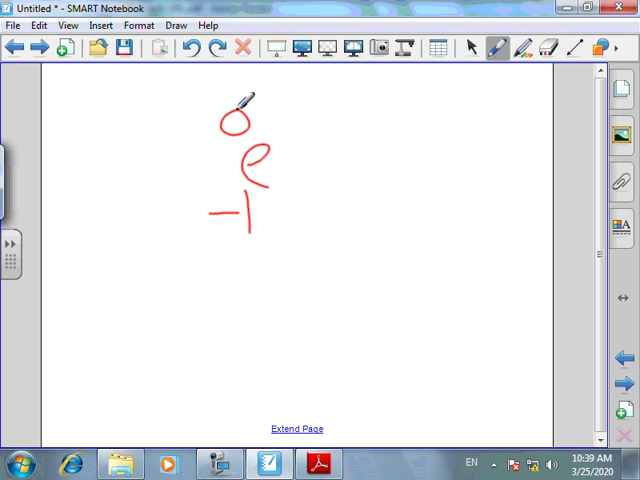 Untitled * - SMART Notebook
File Edit View Insert Format Draw Help
0
e
-1
Extend Page
EN
10:39 AM
3/25/2020